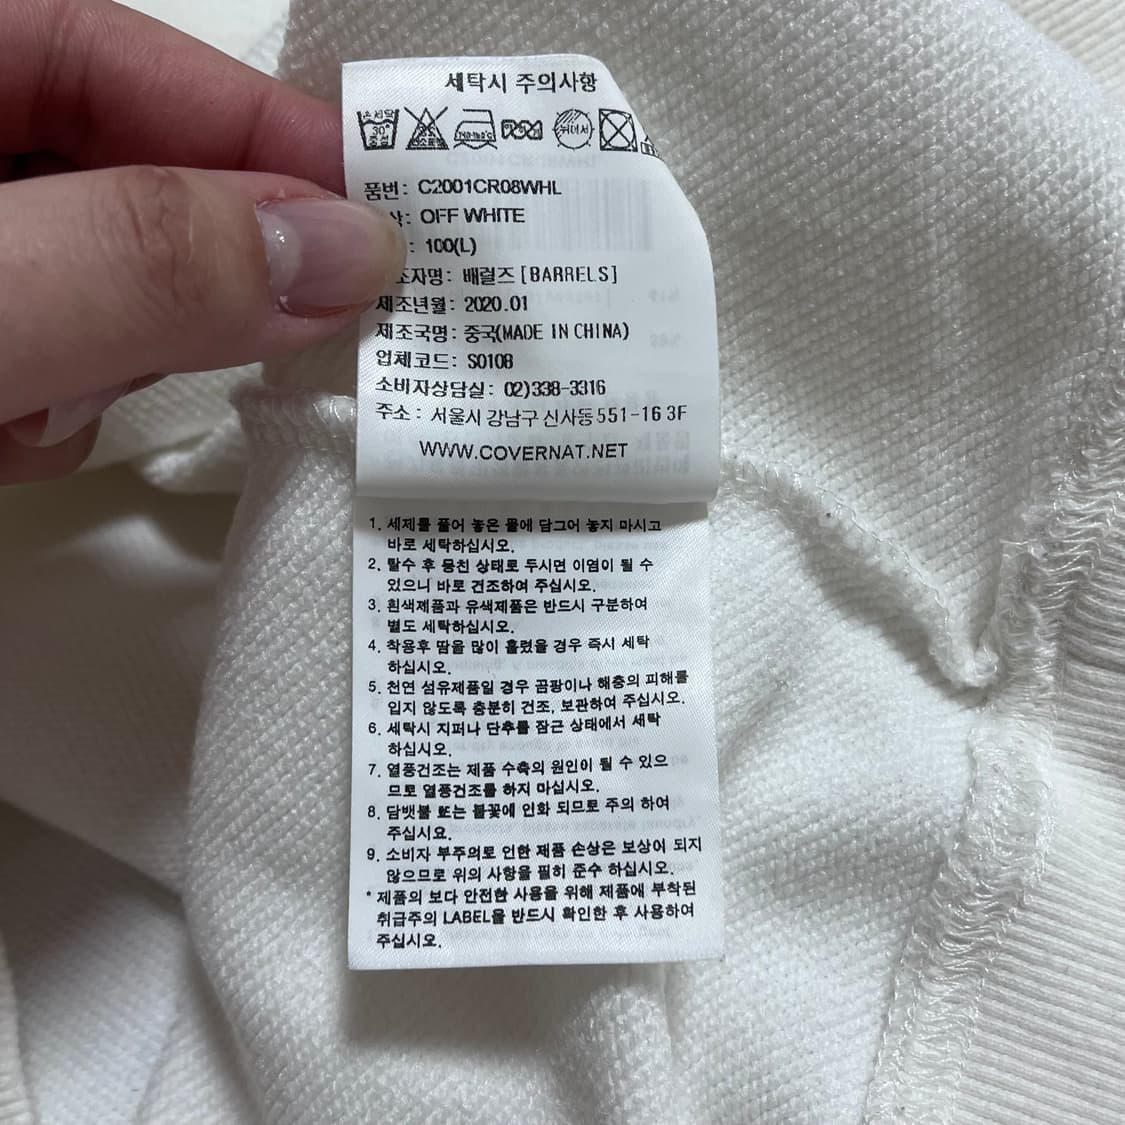 세탁시 주의사항
손세탁
30°
중성
뉘어서
품번: C2001CR08WHL
상: OFF WHITE
: 100(L)
조자명: 배럴즈 [BARRELS]
제조년월: 2020.01
제조국명: 중국(MADE IN CHINA)
업체코드: S0108
소비자상담실: 02)338-3316
주소: 서울시 강남구 신사동 551-16 3F
WWW.COVERNAT.NET
1. 세제를 풀어 놓은 물에 담그어 놓지 마시고
바로 세탁하십시오.
2. 탈수 후 뭉친 상태로 두시면 이염이 될 수
있으니 바로 건조하여 주십시오.
3. 흰색제품과 유색제품은 반드시 구분하여
별도 세탁하십시오.
4. 착용후 땀을 많이 흘렸을 경우 즉시 세탁
하십시오.
5. 천연 섬유제품일 경우 곰팡이나 해충의 피해를
입지 않도록 충분히 건조, 보관하여 주십시오.
6. 세탁시 지퍼나 단추를 잠근 상태에서 세탁
하십시오.
7. 열풍건조는 제품 수축의 원인이 될 수 있으
므로 열풍건조를 하지 마십시오.
8. 담뱃불 또는 불꽃에 인화 되므로 주의 하여
주십시요.
9. 소비자 부주의로 인한 제품 손상은 보상이 되지
않으므로 위의 사항을 필히 준수 하십시오.
* 제품의 보다 안전한 사용을 위해 제품에 부착된
취급주의 LABEL을 반드시 확인한 후 사용하여
주십시오.